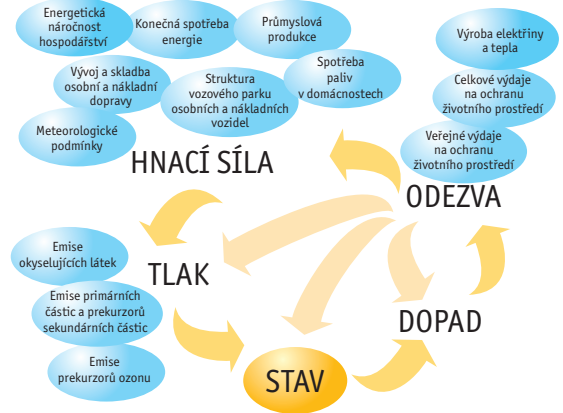 Energetická
náročnost
hospodářství
Konečná spotřeba
energie
Průmyslová
produkce
Vývoj a skladba
osobní a nákladní
dopravy
Struktura
vozového parku
osobních a nákladních
vozidel
Spotřeba
paliv
v domácnostech
Meteorologické
podmínky
HNACÍ SÍLA
Výroba elektřiny
a tepla
Celkové výdaje
na ochranu
životního prostředí
Veřejné výdaje
na ochranu
životního prostředí
ODEZVA
Emise
okyselujících látek
TLAK
Emise primárních
částic a prekurzorů
sekundárních částic
Emise
prekurzorů ozonu
STAV
DOPAD